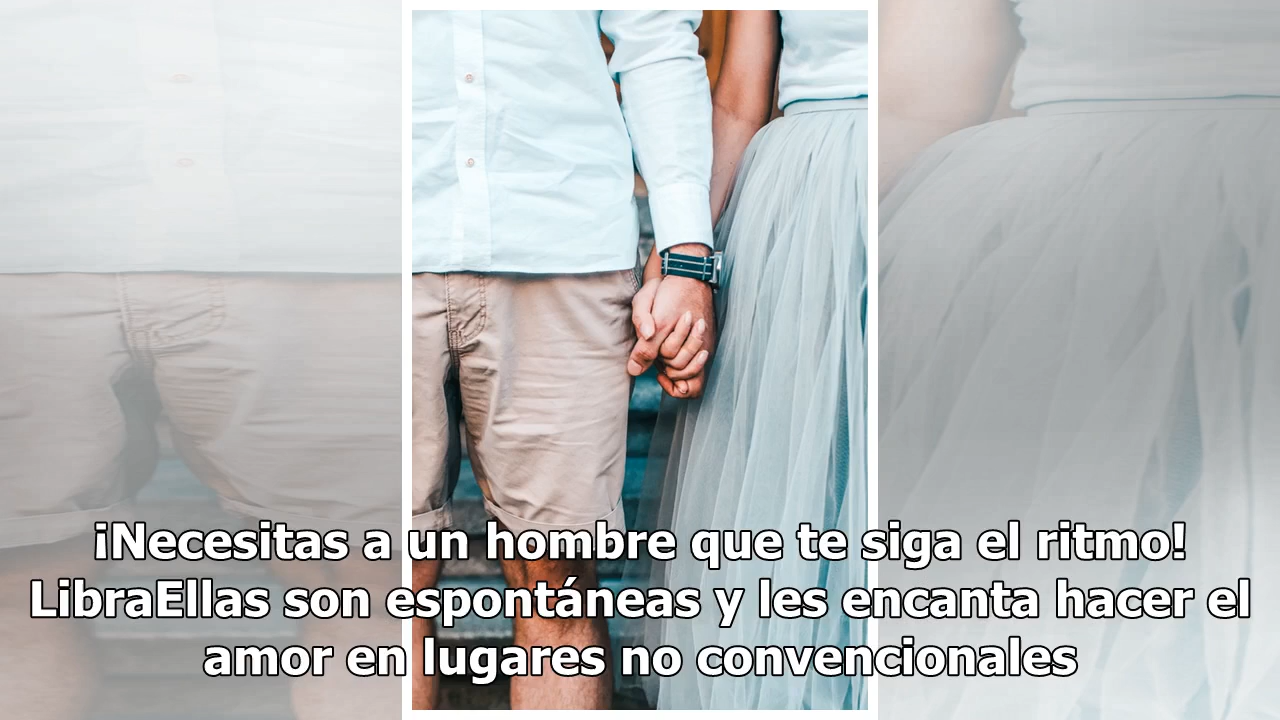 ¡Necesitas a un hombre que te siga el ritmo!
LibraEllas son espontáneas y les encanta hacer el
amor en lugares no convencionales